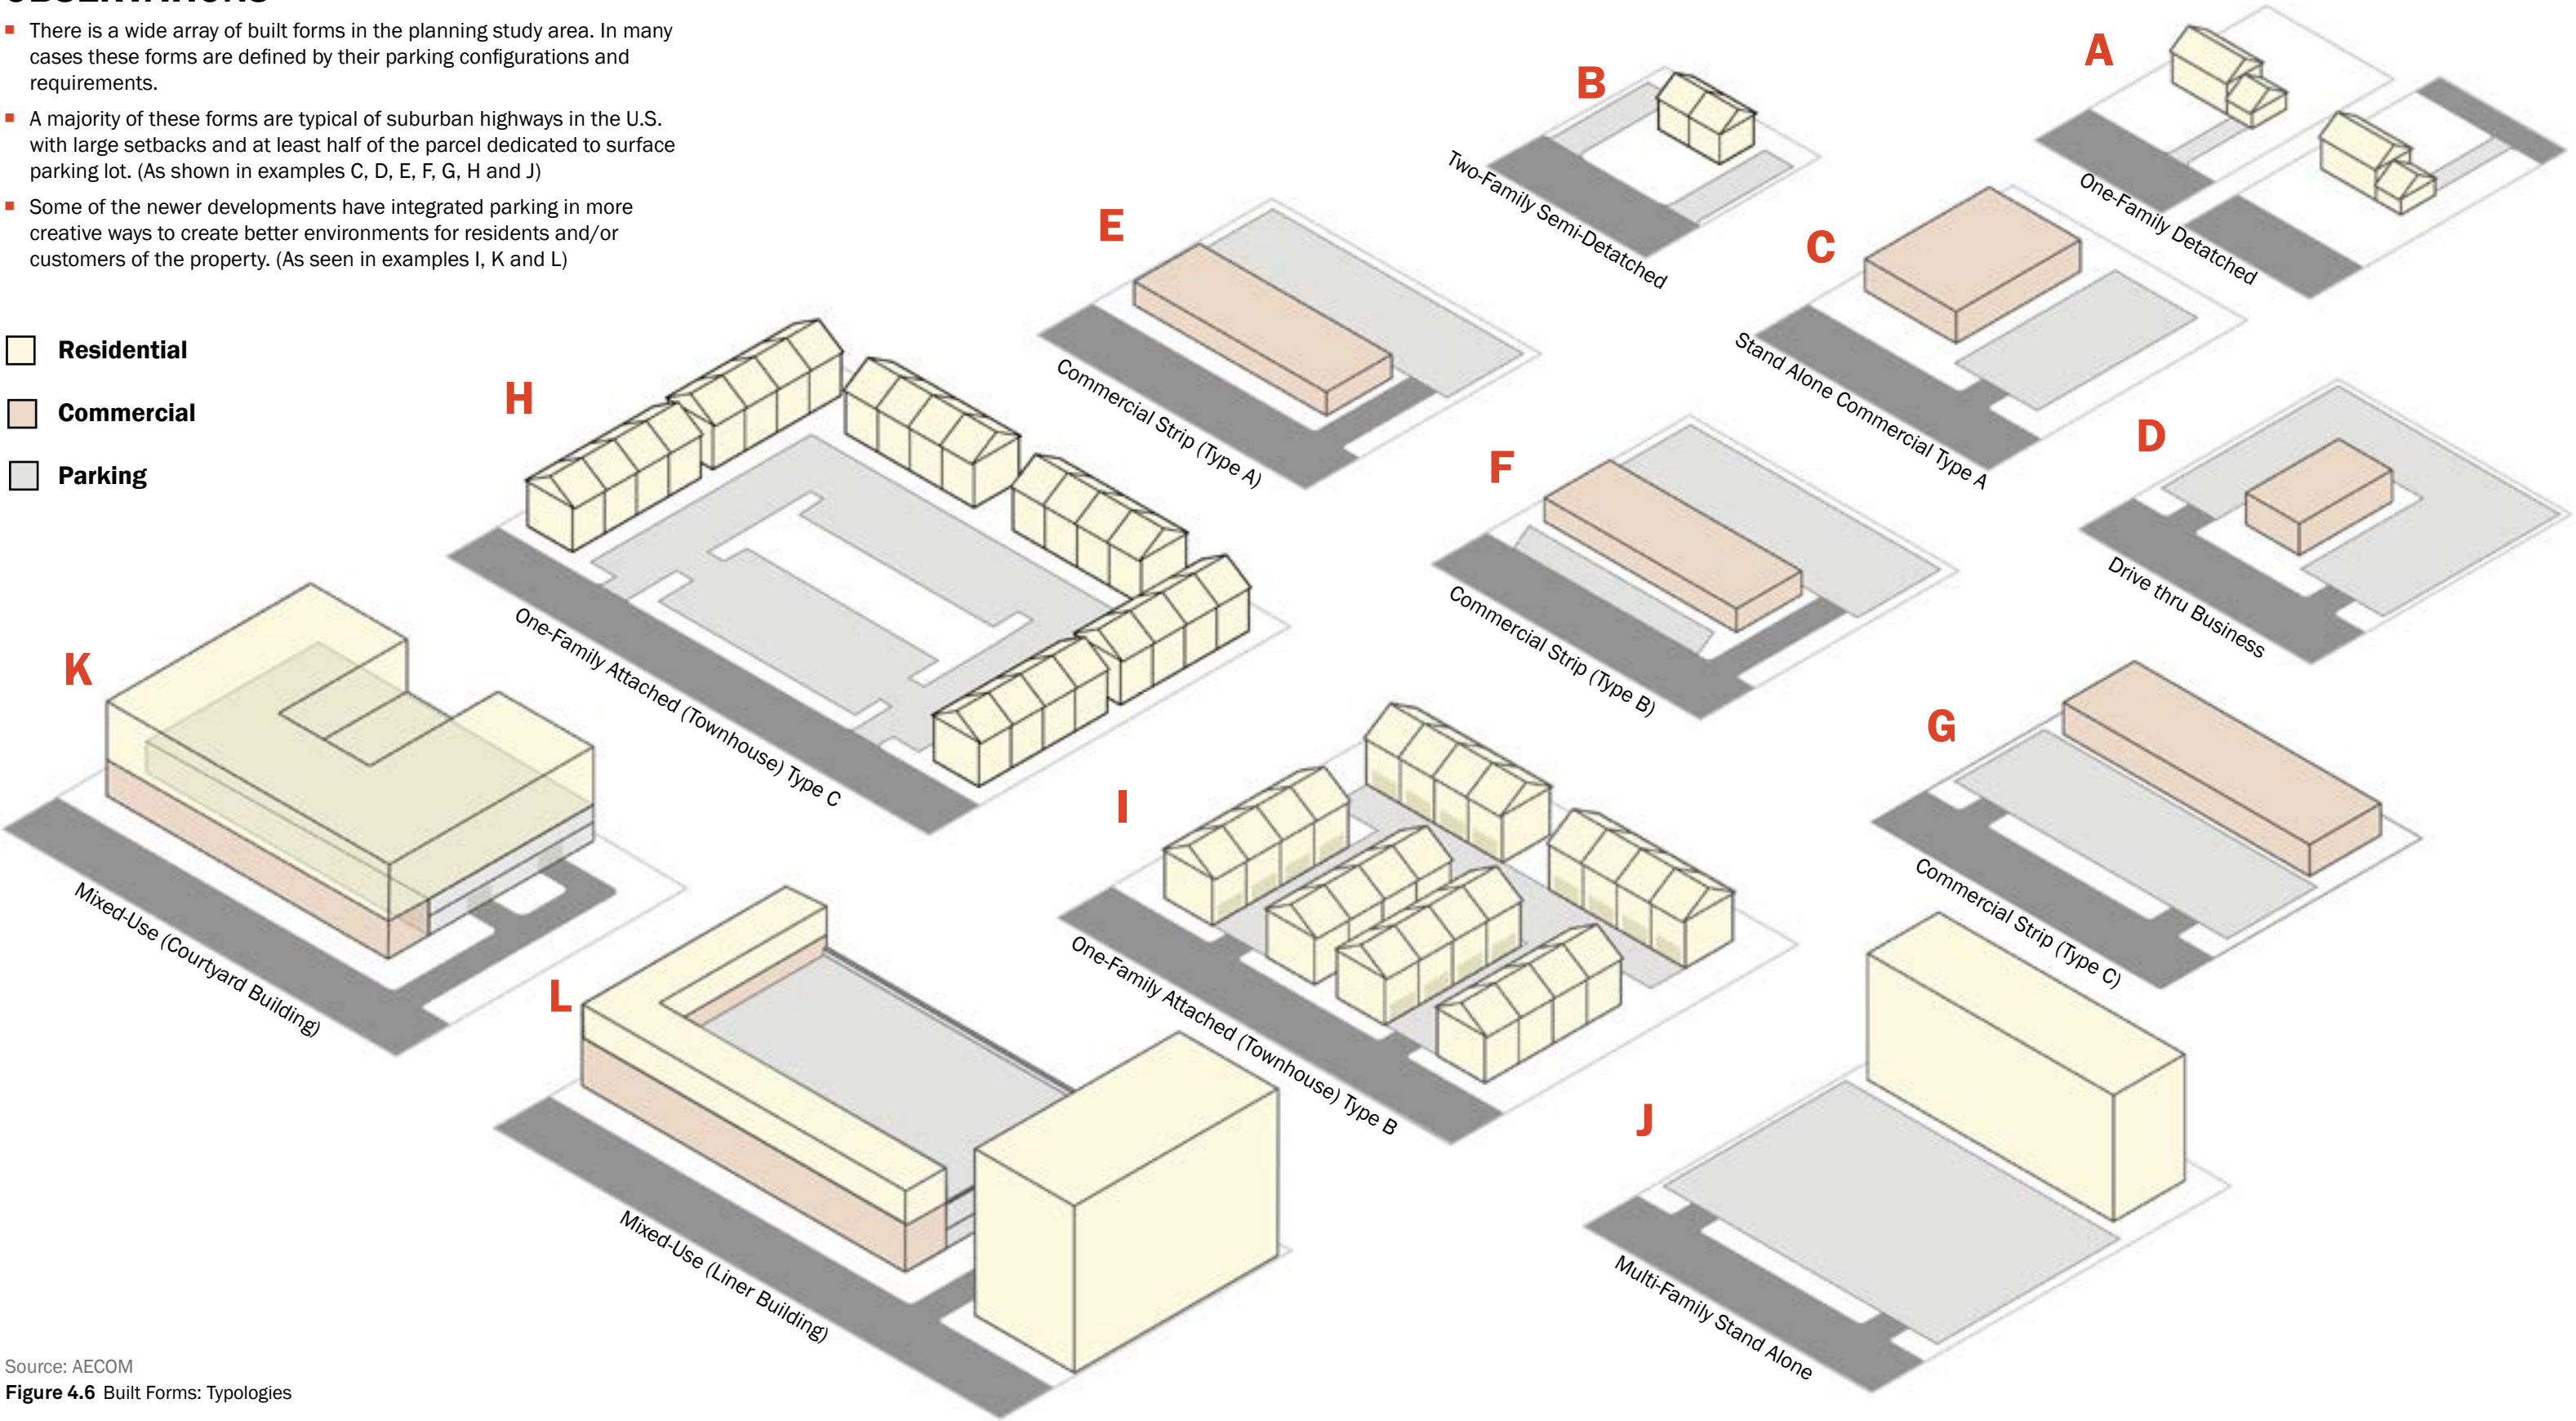 OBSERVATIONS
▪ There is a wide array of built forms in the planning study area. In many
cases these forms are defined by their parking configurations and
requirements.
▪ A majority of these forms are typical of suburban highways in the U.S.
with large setbacks and at least half of the parcel dedicated to surface
parking lot. (As shown in examples C, D, E, F, G, H and J)
▪ Some of the newer developments have integrated parking in more
creative ways to create better environments for residents and/or
customers of the property. (As seen in examples I, K and L)
Residential
Commercial
Parking
A
One-Family Detatched
B
Two-Family Semi-Detatched
C
Stand Alone Commercial Type A
D
Drive thru Business
E
Commercial Strip (Type A)
F
Commercial Strip (Type B)
G
Commercial Strip (Type C)
H
One-Family Attached (Townhouse) Type C
I
One-Family Attached (Townhouse) Type B
J
Multi-Family Stand Alone
K
Mixed-Use (Courtyard Building)
L
Mixed-Use (Liner Building)
Source: AECOM
Figure 4.6 Built Forms: Typologies